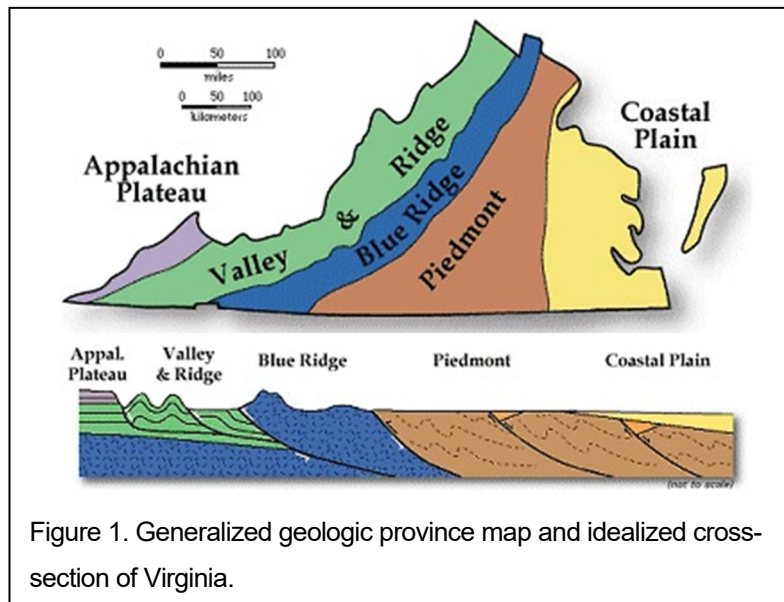 0 50 100
miles
0 50 100
kilometers
Appalachian
Plateau
Valley & Ridge
Blue Ridge
Piedmont
Coastal
Plain
Appal.
Plateau
Valley
& Ridge
Blue Ridge
Piedmont
Coastal Plain
(not to scale)
Figure 1. Generalized geologic province map and idealized cross-
section of Virginia.